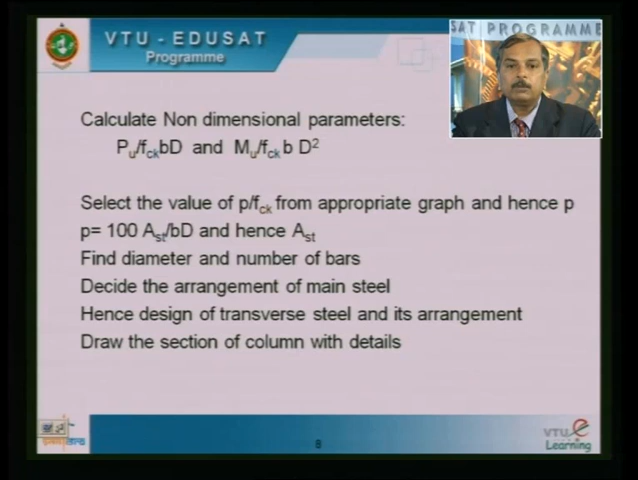 VTU - EDUSAT
Programme
SAT PROGRAMME
Calculate Non dimensional parameters:
Pu/fckbD and Mu/fck b D²
Select the value of p/fck from appropriate graph and hence p
p= 100 Ast/bD and hence Ast
Find diameter and number of bars
Decide the arrangement of main steel
Hence design of transverse steel and its arrangement
Draw the section of column with details
8
VTU e
Learning